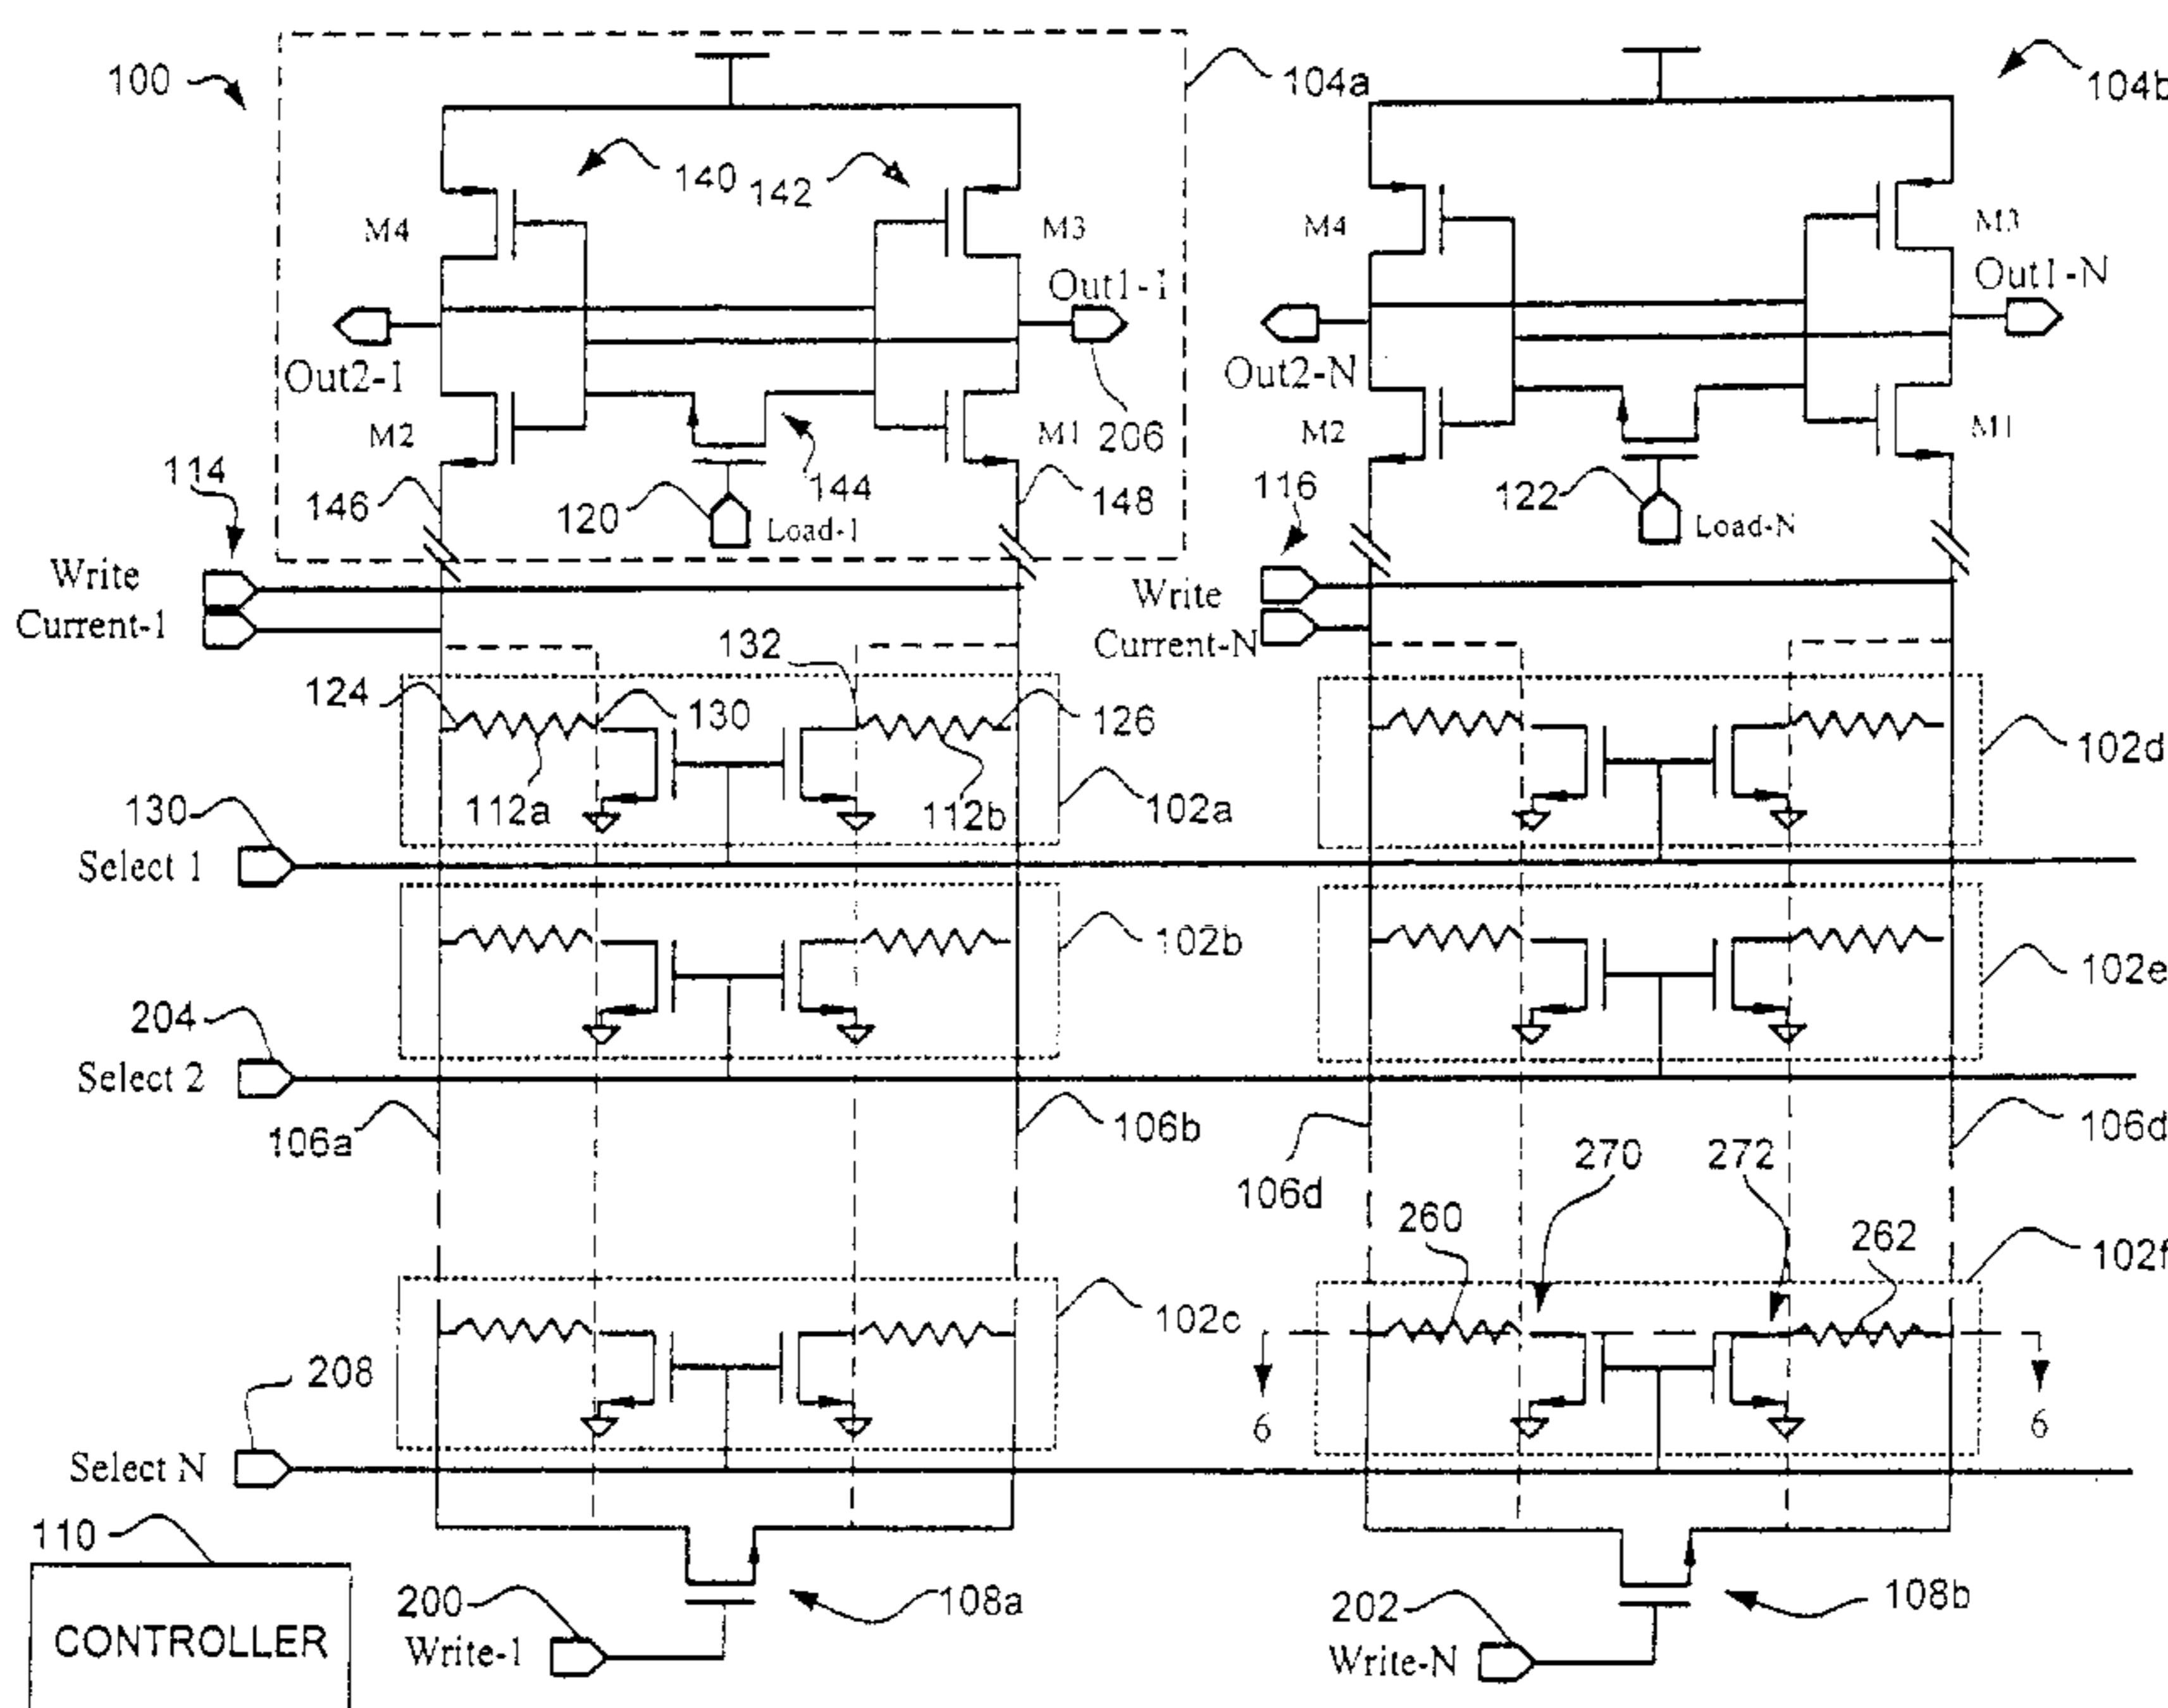 100
104a
104b
140
142
M4
M3
M4
M3
Out1-1
Out1-N
Out2-1
Out2-N
M2
M1
206
M2
M1
114
146
120
Load-1
144
148
116
122
Load-N
Write
Current-1
Write
Current-N
132
124
130
126
112a
112b
102a
102d
130
Select 1
102b
102e
204
Select 2
106a
106b
106d
106d
270
272
260
262
102f
102c
208
6
6
Select N
110
CONTROLLER
200
Write-1
108a
202
Write-N
108b